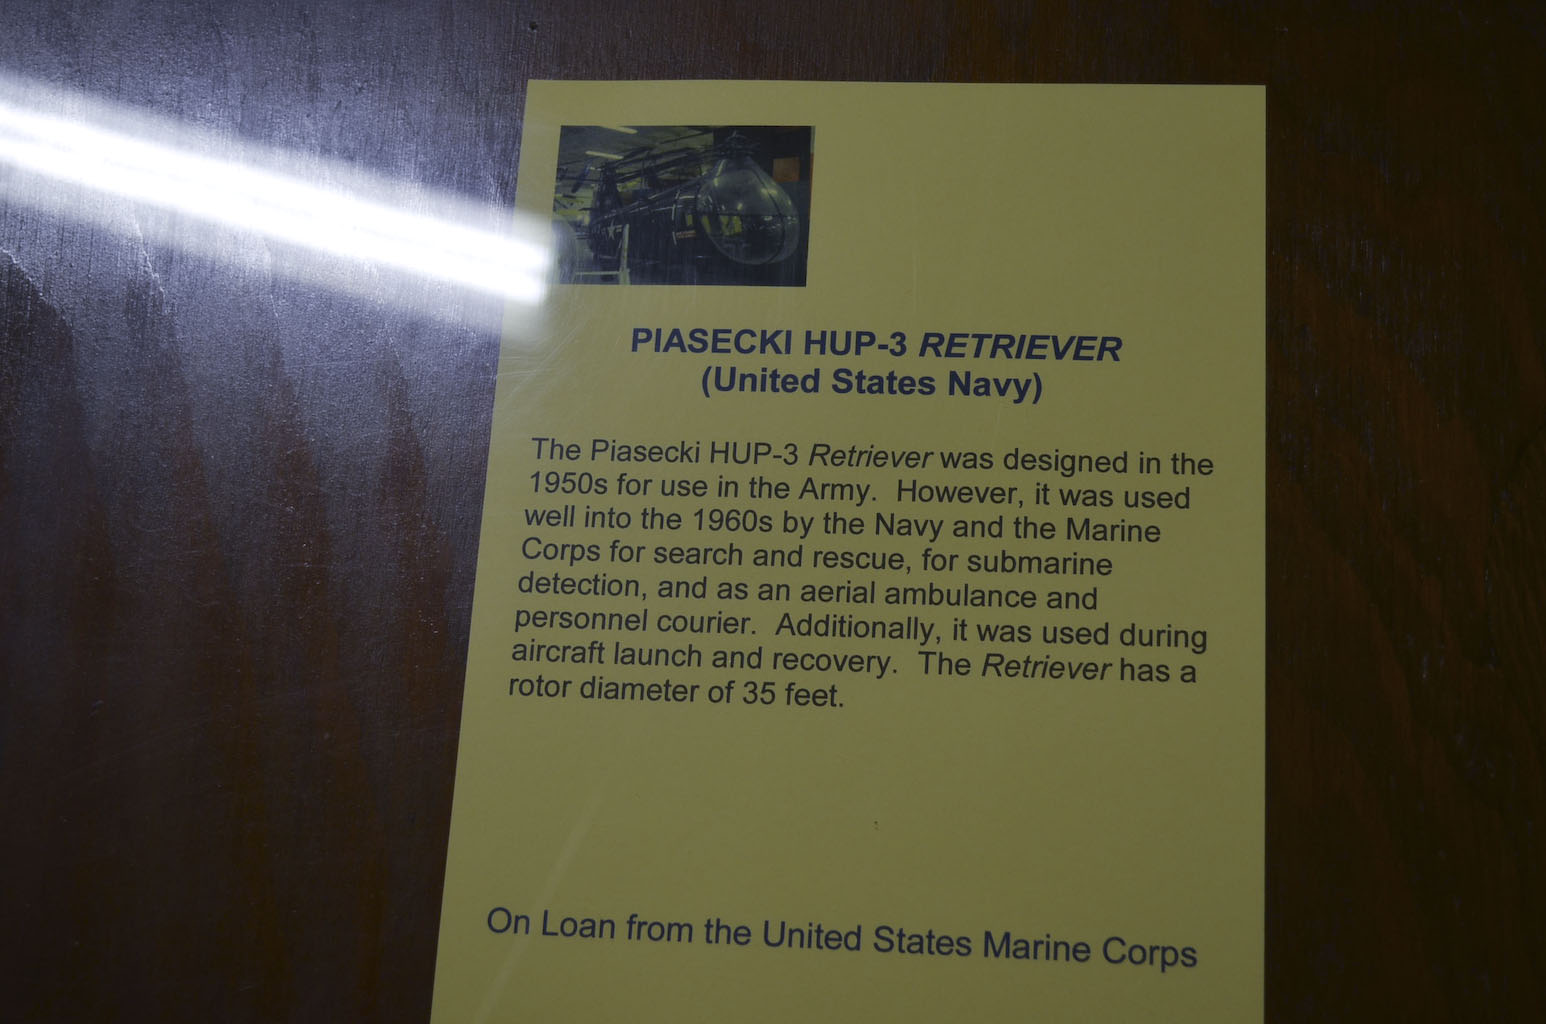 PIASECKI HUP-3 RETRIEVER
(United States Navy)
The Piasecki HUP-3 Retriever was designed in the
1950s for use in the Army. However, it was used
well into the 1960s by the Navy and the Marine
Corps for search and rescue, for submarine
detection, and as an aerial ambulance and
personnel courier. Additionally, it was used during
aircraft launch and recovery. The Retriever has a
rotor diameter of 35 feet.
On Loan from the United States Marine Corps